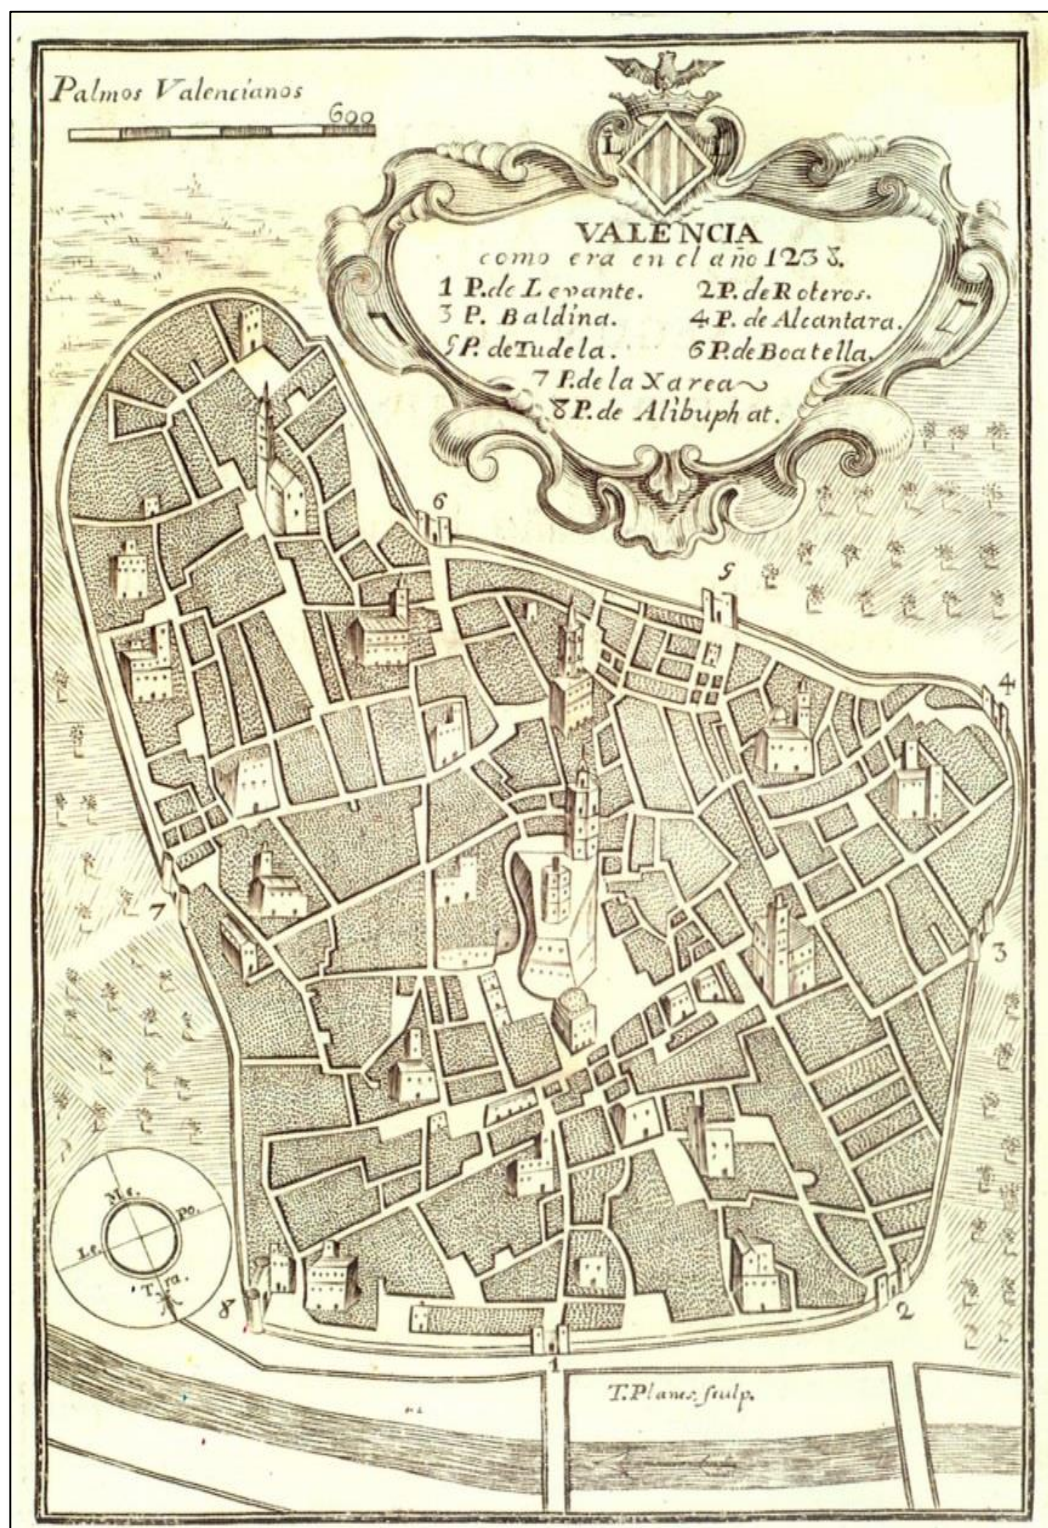 Palmos Valencianos
600
L L
VALENCIA
como era en el año 1238.
1 P. de Levante. 2 P. de Roteros.
3 P. Baldina. 4 P. de Alcantara.
5 P. de Tudela. 6 P. de Boatella.
7 P. de la Xarea
8 P. de Alibuphat.
6
5
4
7
3
Me.
Po.
Le.
Tra.
8
2
1
T. Planes, sculp.